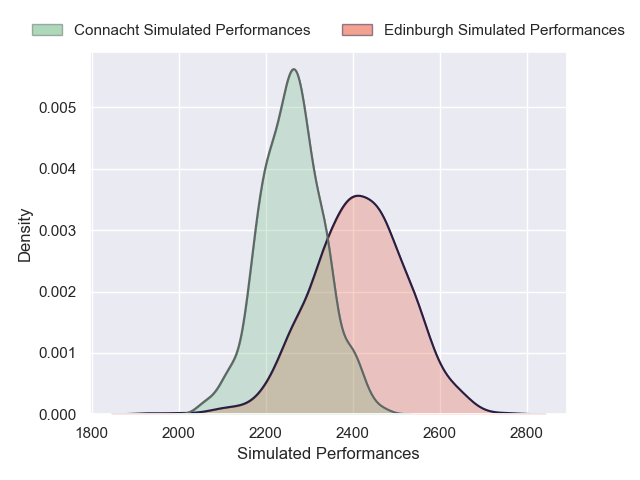 Connacht Simulated Performances Edinburgh Simulated Performances
0.005
0.004
0.003
0.002
0.001
0.000
Density
1800 2000 2200 2400 2600 2800
Simulated Performances